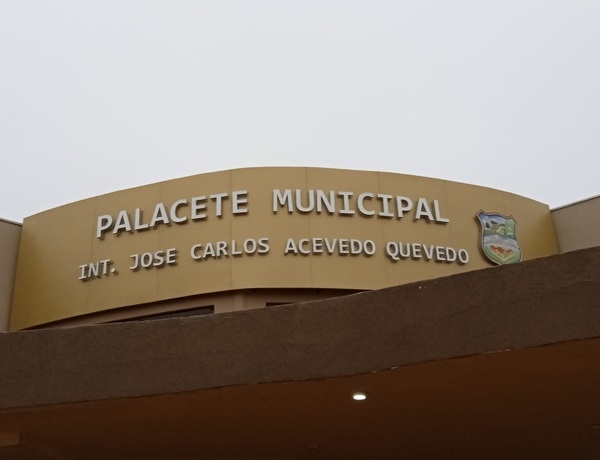 PALACETE MUNICIPAL
INT. JOSE CARLOS ACEVEDO QUEVEDO